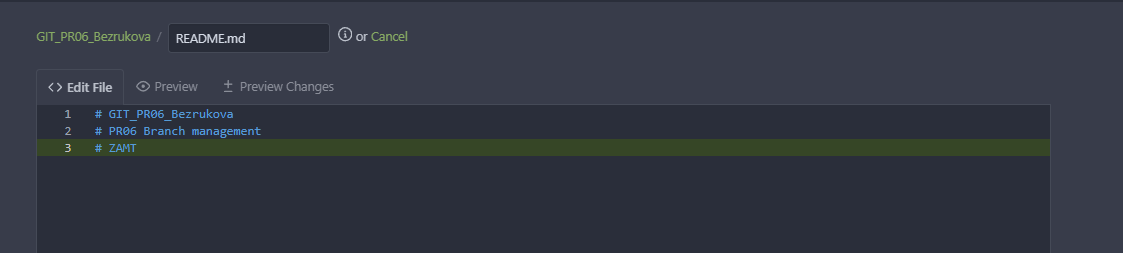 GIT_PR06_Bezrukova / README.md or Cancel
<> Edit File Preview Preview Changes
1 # GIT_PR06_Bezrukova
2 # PR06 Branch management
3 # ZAMT